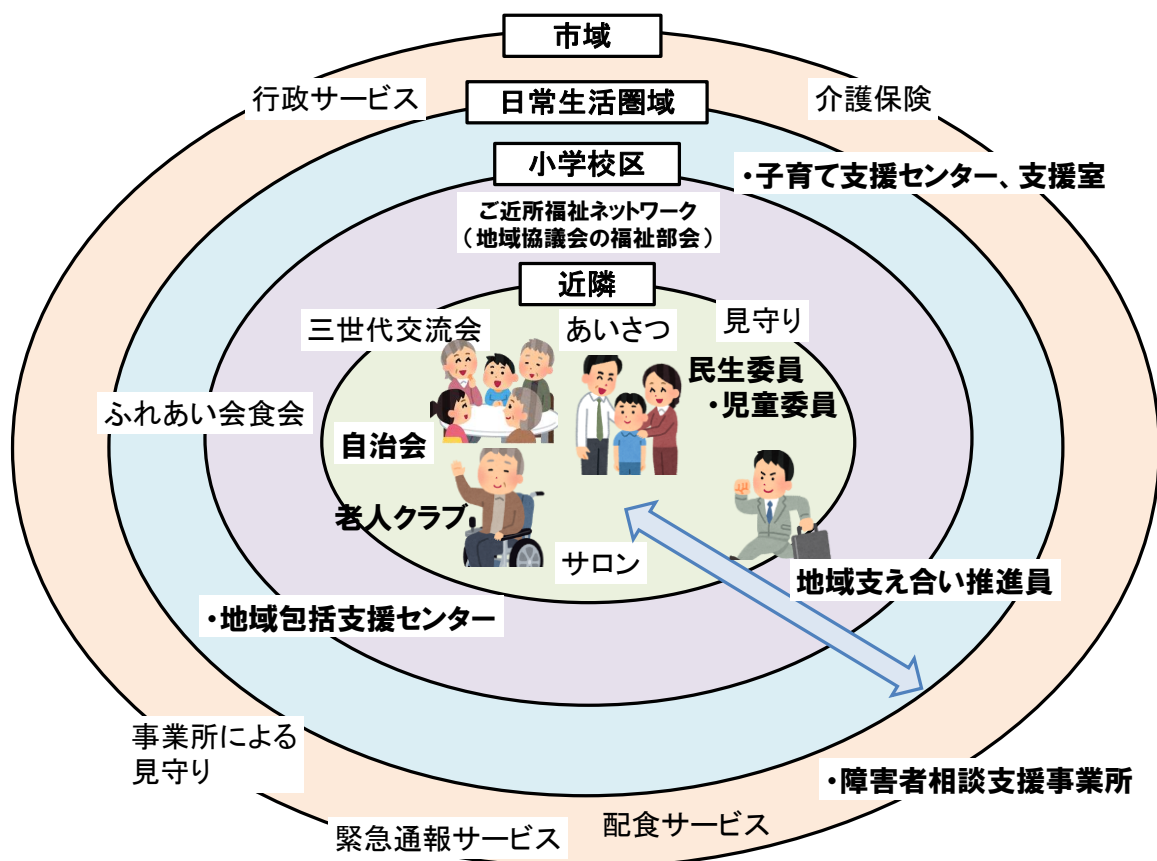 市域
行政サービス
介護保険
日常生活圏域
小学校区
・子育て支援センター、支援室
ご近所福祉ネットワーク
（地域協議会の福祉部会）
近隣
三世代交流会
あいさつ
見守り
民生委員
・児童委員
ふれあい会食会
自治会
老人クラブ
サロン
地域支え合い推進員
・地域包括支援センター
事業所による
見守り
・障害者相談支援事業所
配食サービス
緊急通報サービス